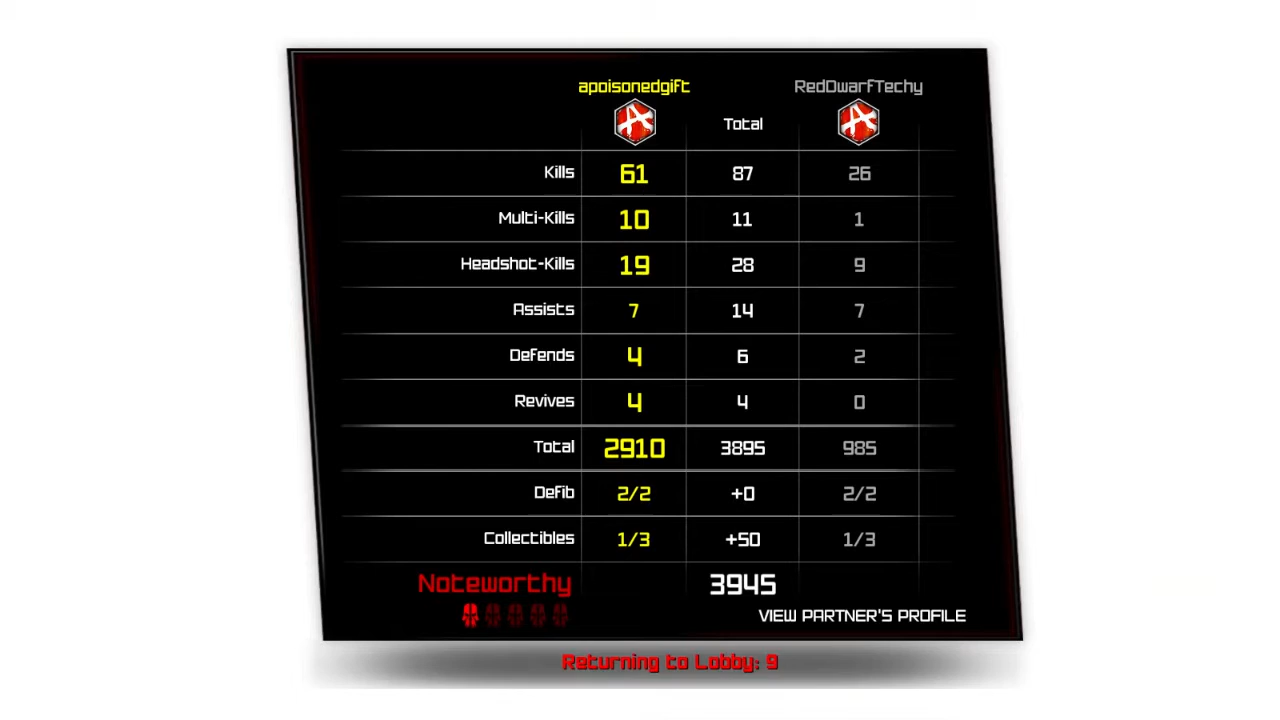 apoisonedgift RedDwarfTechy
Total
Kills 61 87 26
Multi-Kills 10 11 1
Headshot-Kills 19 28 9
Assists 7 14 7
Defends 4 6 2
Revives 4 4 0
Total 2910 3895 985
Defib 2/2 +0 2/2
Collectibles 1/3 +50 1/3
Noteworthy 3945
VIEW PARTNER'S PROFILE
Returning to Lobby: 9